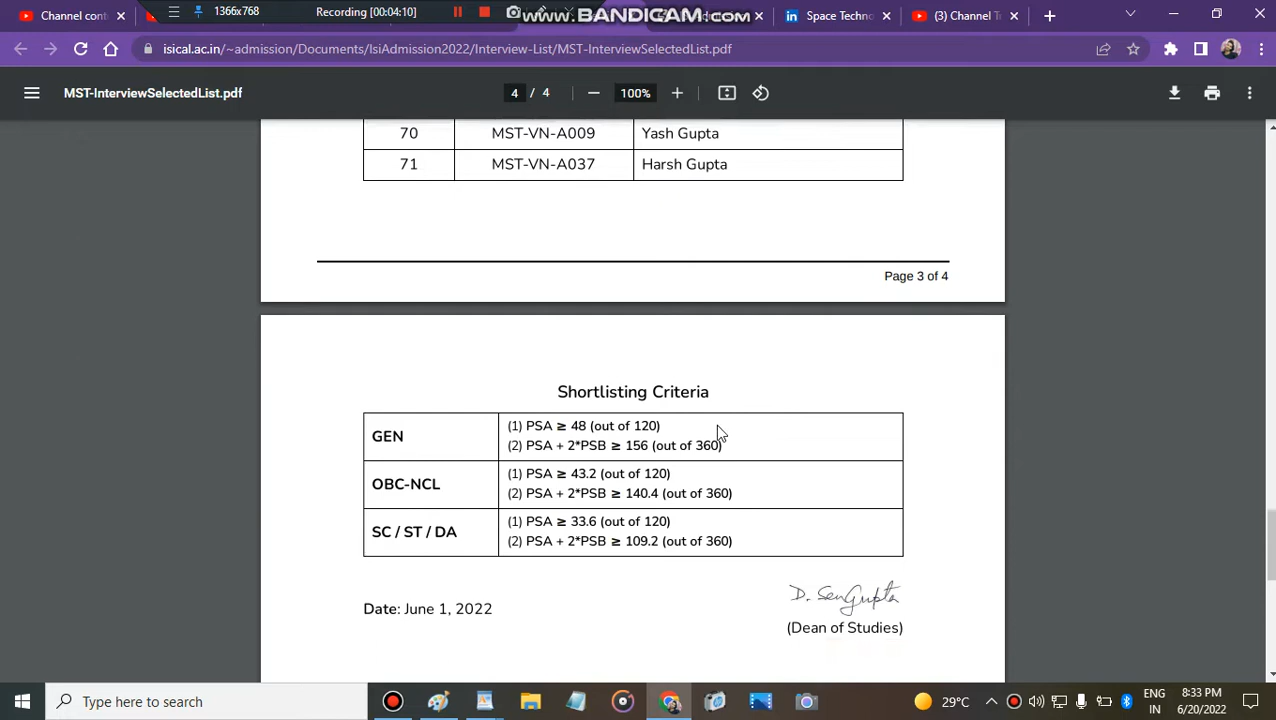 1366x768
Recording [00:04:10]
www.BANDICAM.com
Channel cont
Space Techno
(3) Channel T
isical.ac.in/~admission/Documents/IsiAdmission2022/Interview-List/MST-InterviewSelectedList.pdf
MST-InterviewSelectedList.pdf
4 / 4
100%
70 MST-VN-A009 Yash Gupta
71 MST-VN-A037 Harsh Gupta
Page 3 of 4
Shortlisting Criteria
GEN
(1) PSA ≥ 48 (out of 120)
(2) PSA + 2*PSB ≥ 156 (out of 360)
OBC-NCL
(1) PSA ≥ 43.2 (out of 120)
(2) PSA + 2*PSB ≥ 140.4 (out of 360)
SC / ST / DA
(1) PSA ≥ 33.6 (out of 120)
(2) PSA + 2*PSB ≥ 109.2 (out of 360)
D. SenGupta
Date: June 1, 2022
(Dean of Studies)
Type here to search
29°C
ENG
IN
8:33 PM
6/20/2022